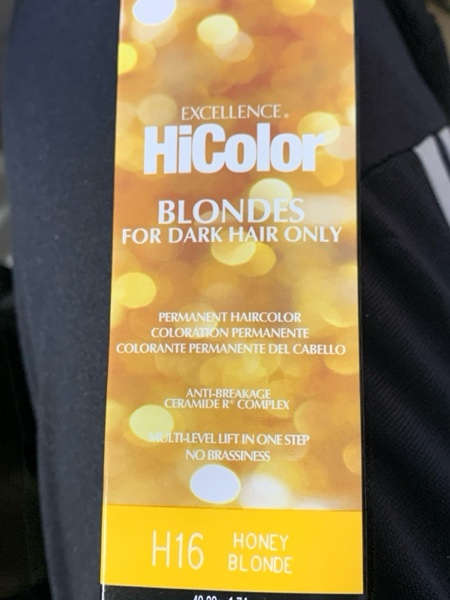 EXCELLENCE®
HiColor®
BLONDES
FOR DARK HAIR ONLY
PERMANENT HAIRCOLOR
COLORATION PERMANENTE
COLORANTE PERMANENTE DEL CABELLO
ANTI-BREAKAGE
CERAMIDE R® COMPLEX
MULTI-LEVEL LIFT IN ONE STEP
NO BRASSINESS
H16 HONEY
BLONDE